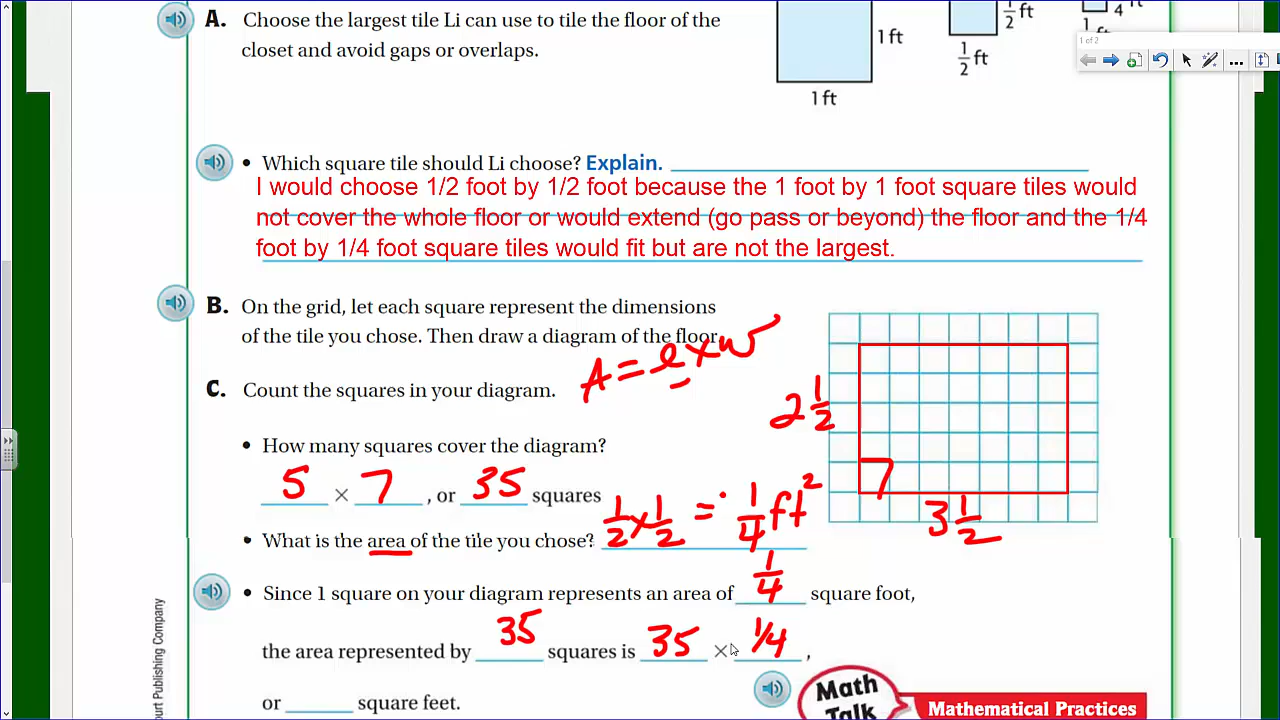 A. Choose the largest tile Li can use to tile the floor of the
closet and avoid gaps or overlaps.
1 ft
1 ft
1/2 ft
1/2 ft
4
1 of 2
• Which square tile should Li choose? Explain.
I would choose 1/2 foot by 1/2 foot because the 1 foot by 1 foot square tiles would
not cover the whole floor or would extend (go pass or beyond) the floor and the 1/4
foot by 1/4 foot square tiles would fit but are not the largest.
B. On the grid, let each square represent the dimensions
of the tile you chose. Then draw a diagram of the floor.
A = l x w
C. Count the squares in your diagram.
2 1/2
7
3 1/2
• How many squares cover the diagram?
5 × 7, or 35 squares
• What is the area of the tile you chose? 1/2 x 1/2 = 1/4 ft²
• Since 1 square on your diagram represents an area of 1/4 square foot,
the area represented by 35 squares is 35 × 1/4,
or ______ square feet.
Math
Talk
Mathematical Practices
ourt Publishing Company